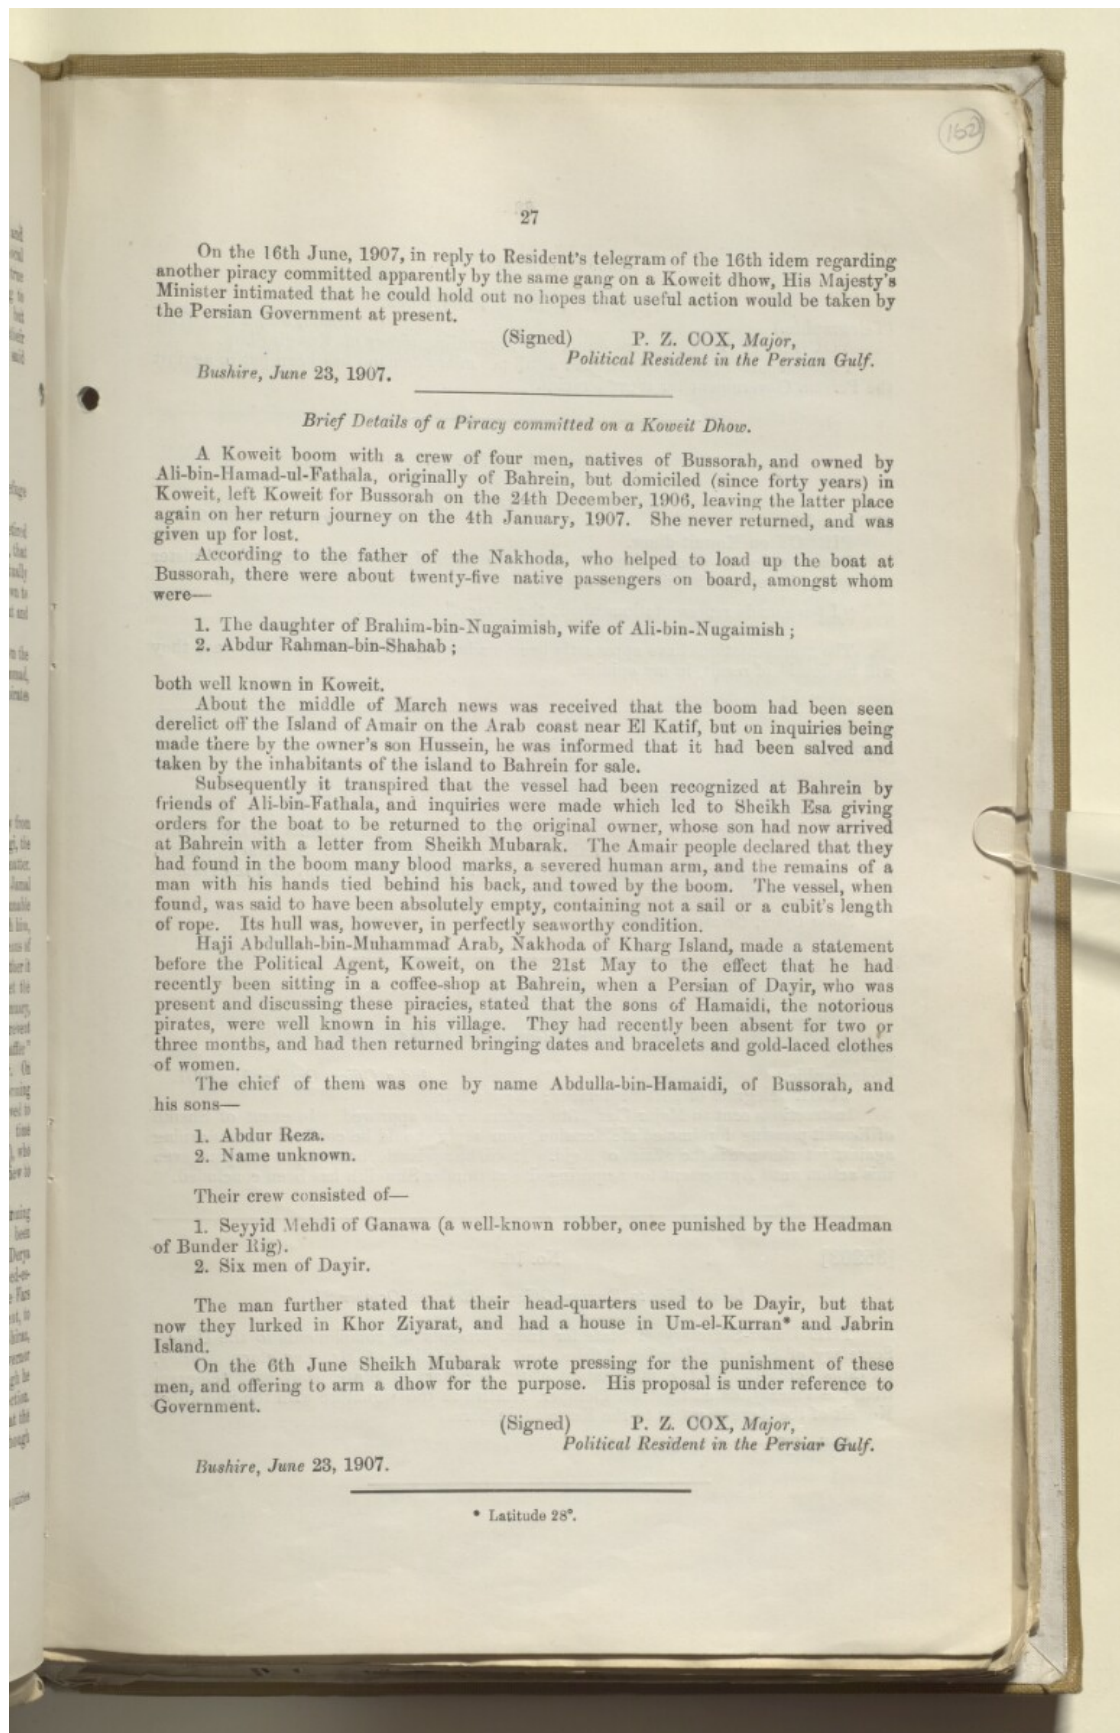 162
27
On the 16th June, 1907, in reply to Resident's telegram of the 16th idem regarding
another piracy committed apparently by the same gang on a Koweit dhow, His Majesty's
Minister intimated that he could hold out no hopes that useful action would be taken by
the Persian Government at present.
(Signed) P. Z. COX, Major,
Political Resident in the Persian Gulf.
Bushire, June 23, 1907.
Brief Details of a Piracy committed on a Koweit Dhow.
A Koweit boom with a crew of four men, natives of Bussorah, and owned by
Ali-bin-Hamad-ul-Fathala, originally of Bahrein, but domiciled (since forty years) in
Koweit, left Koweit for Bussorah on the 24th December, 1906, leaving the latter place
again on her return journey on the 4th January, 1907. She never returned, and was
given up for lost.
According to the father of the Nakhoda, who helped to load up the boat at
Bussorah, there were about twenty-five native passengers on board, amongst whom
were—
1. The daughter of Brahim-bin-Nugaimish, wife of Ali-bin-Nugaimish ;
2. Abdur Rahman-bin-Shahab ;
both well known in Koweit.
About the middle of March news was received that the boom had been seen
derelict off the Island of Amair on the Arab coast near El Katif, but on inquiries being
made there by the owner's son Hussein, he was informed that it had been salved and
taken by the inhabitants of the island to Bahrein for sale.
Subsequently it transpired that the vessel had been recognized at Bahrein by
friends of Ali-bin-Fathala, and inquiries were made which led to Sheikh Esa giving
orders for the boat to be returned to the original owner, whose son had now arrived
at Bahrein with a letter from Sheikh Mubarak. The Amair people declared that they
had found in the boom many blood marks, a severed human arm, and the remains of a
man with his hands tied behind his back, and towed by the boom. The vessel, when
found, was said to have been absolutely empty, containing not a sail or a cubit's length
of rope. Its hull was, however, in perfectly seaworthy condition.
Haji Abdullah-bin-Muhammad Arab, Nakhoda of Kharg Island, made a statement
before the Political Agent, Koweit, on the 21st May to the effect that he had
recently been sitting in a coffee-shop at Bahrein, when a Persian of Dayir, who was
present and discussing these piracies, stated that the sons of Hamaidi, the notorious
pirates, were well known in his village. They had recently been absent for two or
three months, and had then returned bringing dates and bracelets and gold-laced clothes
of women.
The chief of them was one by name Abdulla-bin-Hamaidi, of Bussorah, and
his sons—
1. Abdur Reza.
2. Name unknown.
Their crew consisted of—
1. Seyyid Mehdi of Ganawa (a well-known robber, once punished by the Headman
of Bunder Rig).
2. Six men of Dayir.
The man further stated that their head-quarters used to be Dayir, but that
now they lurked in Khor Ziyarat, and had a house in Um-el-Kurran* and Jabrin
Island.
On the 6th June Sheikh Mubarak wrote pressing for the punishment of these
men, and offering to arm a dhow for the purpose. His proposal is under reference to
Government.
(Signed) P. Z. COX, Major,
Political Resident in the Persian Gulf.
Bushire, June 23, 1907.
* Latitude 28°.